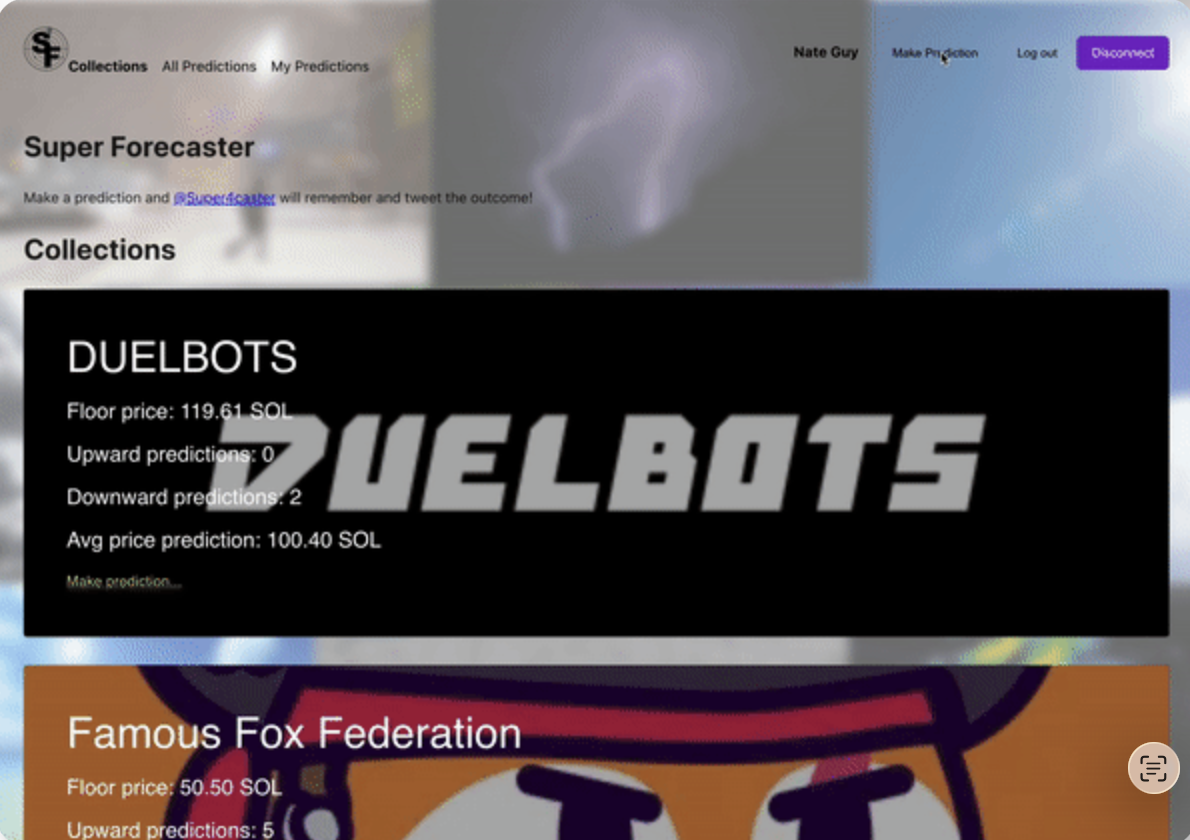 SF
Collections All Predictions My Predictions Nate Guy Make Prediction Log out Disconnect
Super Forecaster
Make a prediction and @Super4caster will remember and tweet the outcome!
Collections
DUELBOTS
Floor price: 119.61 SOL
DUELBOTS
Upward predictions: 0
Downward predictions: 2
Avg price prediction: 100.40 SOL
Make prediction...
Famous Fox Federation
Floor price: 50.50 SOL
Upward predictions: 5